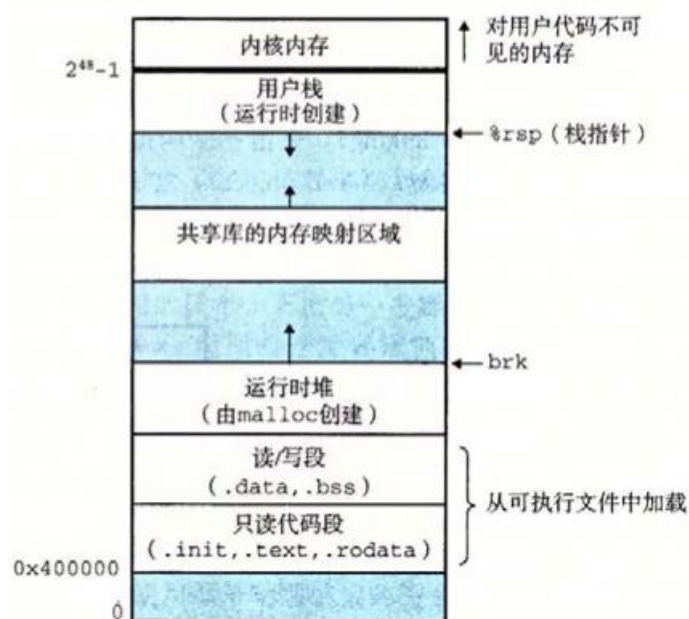 内核内存
对用户代码不可
见的内存
2⁴⁸-1
用户栈
(运行时创建)
%rsp (栈指针)
共享库的内存映射区域
brk
运行时堆
(由malloc创建)
读/写段
(.data,.bss)
从可执行文件中加载
只读代码段
(.init,.text,.rodata)
0x400000
0